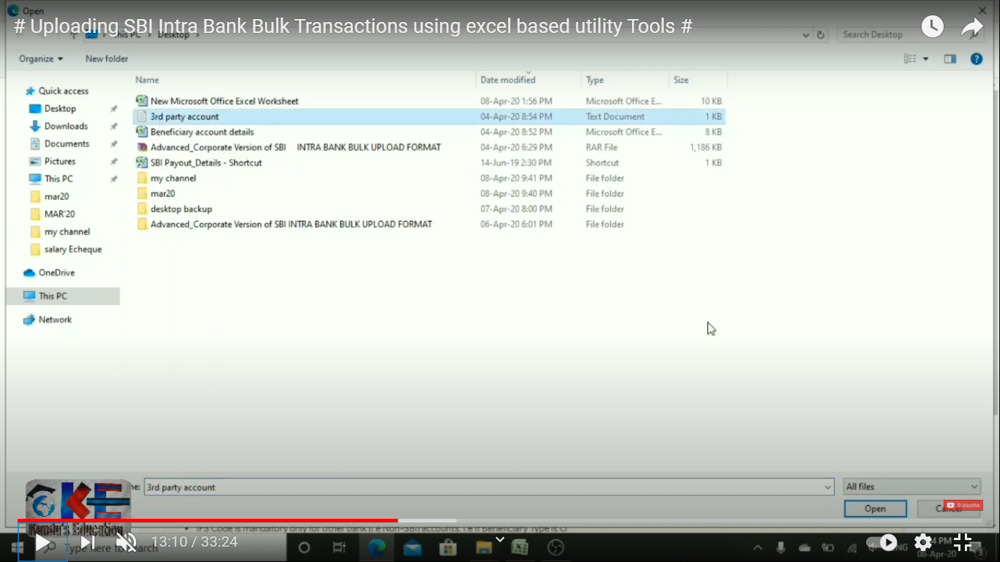 Open
# Uploading SBI Intra Bank Bulk Transactions using excel based utility Tools #
This PC > Desktop >
Search Desktop
Organize
New folder
Name Date modified Type Size
Quick access
Desktop
Downloads
Documents
Pictures
This PC
mar20
MAR'20
my channel
salary Echeque
OneDrive
This PC
Network
New Microsoft Office Excel Worksheet 08-Apr-20 1:56 PM Microsoft Office E... 10 KB
3rd party account 04-Apr-20 8:54 PM Text Document 1 KB
Beneficiary account details 04-Apr-20 8:52 PM Microsoft Office E... 8 KB
Advanced_Corporate Version of SBI INTRA BANK BULK UPLOAD FORMAT 04-Apr-20 6:29 PM RAR File 1,186 KB
SBI Payout_Details - Shortcut 14-Jun-19 2:30 PM Shortcut 1 KB
my channel 08-Apr-20 9:41 PM File folder
mar20 08-Apr-20 9:40 PM File folder
desktop backup 07-Apr-20 8:00 PM File folder
Advanced_Corporate Version of SBI INTRA BANK BULK UPLOAD FORMAT 06-Apr-20 6:01 PM File folder
3rd party account
All files
Open
Cancel
Subscribe
KE
Kundu's Education
IFS Code is mandatory only for other bank (i.e Non-SBI) accounts. i.e if Beneficiary Type is O.
Type here to search
13:10 / 33:24
PM
08-Apr-20
3